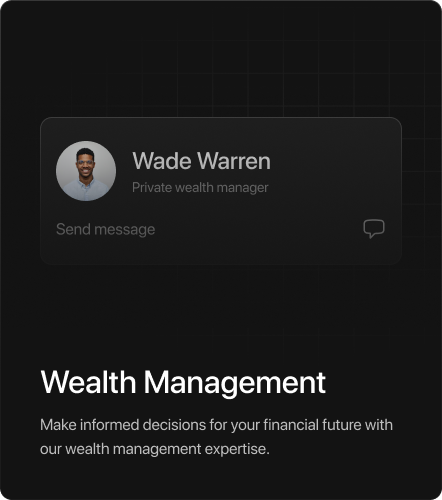 Wade Warren
Private wealth manager
Send message
Wealth Management
Make informed decisions for your financial future with
our wealth management expertise.